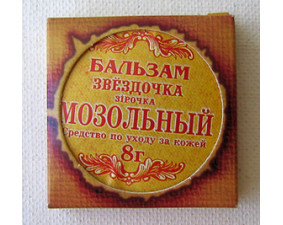 БАЛЬЗАМ
ЗВЁЗДОЧКА
ЗІРОЧКА
МОЗОЛЬНЫЙ
Средство по уходу за кожей
8г